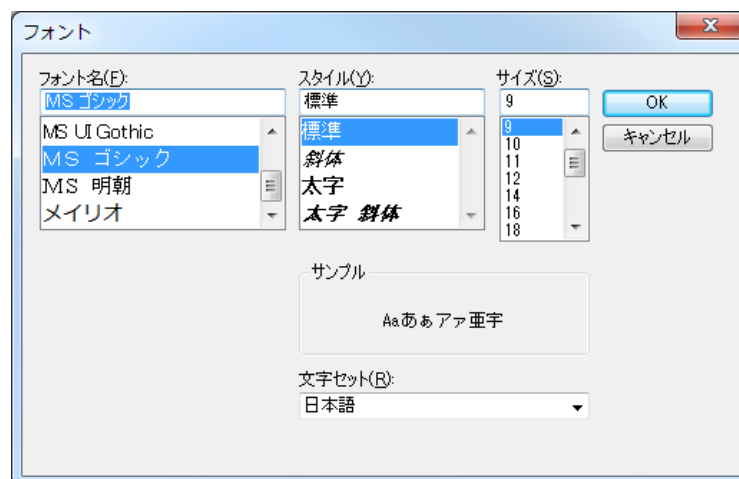 フォント
フォント名(F):
MS ゴシック
MS UI Gothic
MS ゴシック
MS 明朝
メイリオ
スタイル(Y):
標準
標準
斜体
太字
太字 斜体
サイズ(S):
9
9
10
11
12
14
16
18
OK
キャンセル
サンプル
Aaあぁアァ亜宇
文字セット(R):
日本語